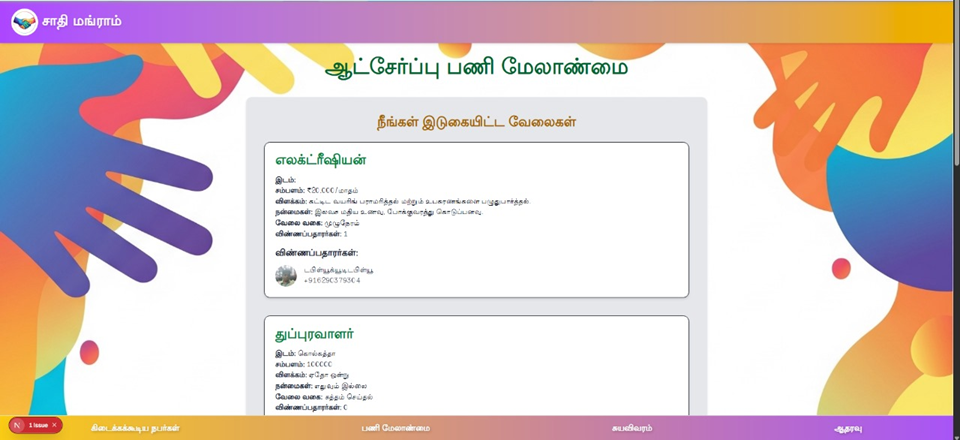 சாதி மங்ராம்
ஆட்சேர்ப்பு பணி மேலாண்மை
நீங்கள் இடுகையிட்ட வேலைகள்
எலக்ட்ரீஷியன்
இடம்:
சம்பளம்: ₹20,000/மாதம்
விளக்கம்: கட்டிட வயரிங் பராமரித்தல் மற்றும் உபகரணங்களை பழுதுபார்த்தல்.
நன்மைகள்: இலவச மதிய உணவு, போக்குவரத்து கொடுப்பனவு.
வேலை வகை: முழுநேரம்
விண்ணப்பதாரர்கள்: 1
விண்ணப்பதாரர்கள்:
+916290379304
துப்புரவாளர்
இடம்: கொல்கத்தா
சம்பளம்: 100000
விளக்கம்: ஏதோ ஒன்று
நன்மைகள்: எதுவும் இல்லை
வேலை வகை: சுத்தம் செய்தல்
விண்ணப்பதாரர்கள்: 0
N 1 Issue ×
கிடைக்கக்கூடிய நபர்கள்
பணி மேலாண்மை
சுயவிவரம்
ஆதரவு